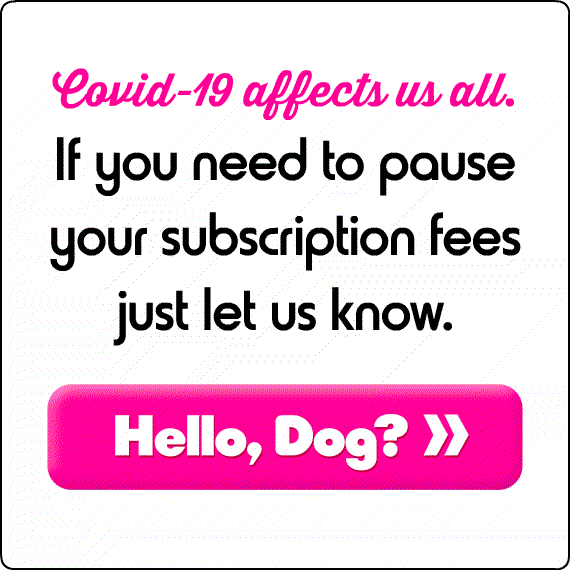 Covid-19 affects us all.
If you need to pause
your subscription fees
just let us know.
Hello, Dog? »